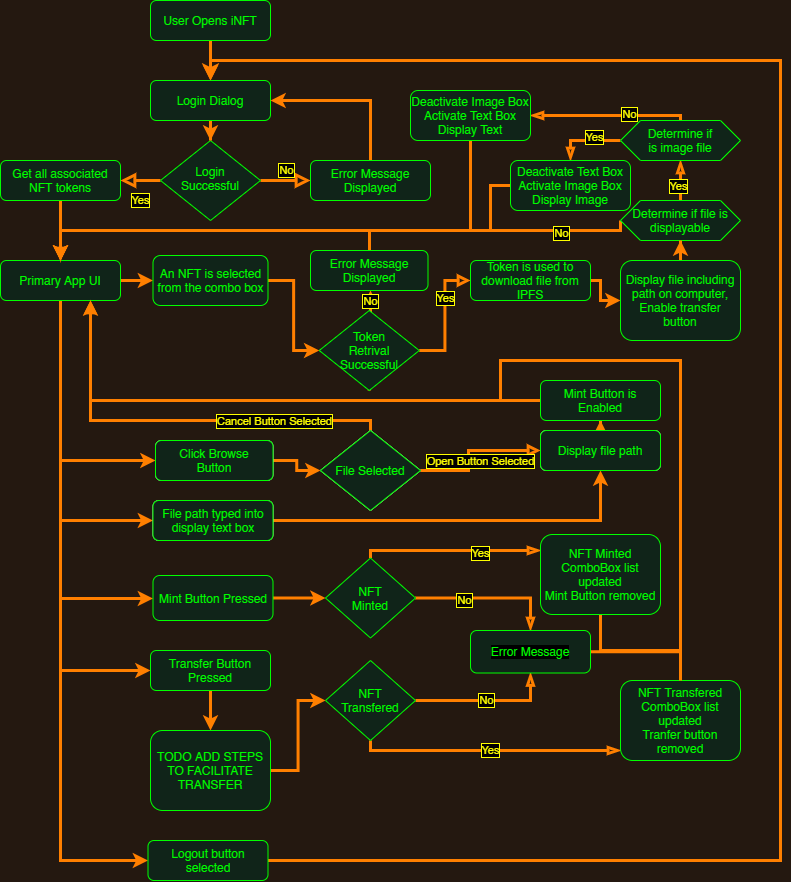 User Opens iNFT
Login Dialog
Deactivate Image Box
Activate Text Box
Display Text
No
Yes
Determine if
is image file
Get all associated
NFT tokens
Yes
Login
Successful
No
Error Message
Displayed
Deactivate Text Box
Activate Image Box
Display Image
Yes
Determine if file is
displayable
No
Primary App UI
An NFT is selected
from the combo box
Error Message
Displayed
No
Yes
Token is used to
download file from
IPFS
Display file including
path on computer,
Enable transfer
button
Token
Retrival
Successful
Mint Button is
Enabled
Cancel Button Selected
Click Browse
Button
File Selected
Open Button Selected
Display file path
File path typed into
display text box
Yes
NFT Minted
ComboBox list
updated
Mint Button removed
Mint Button Pressed
NFT
Minted
No
Error Message
Transfer Button
Pressed
NFT
Transfered
No
Yes
NFT Transfered
ComboBox list
updated
Tranfer button
removed
TODO ADD STEPS
TO FACILITATE
TRANSFER
Logout button
selected